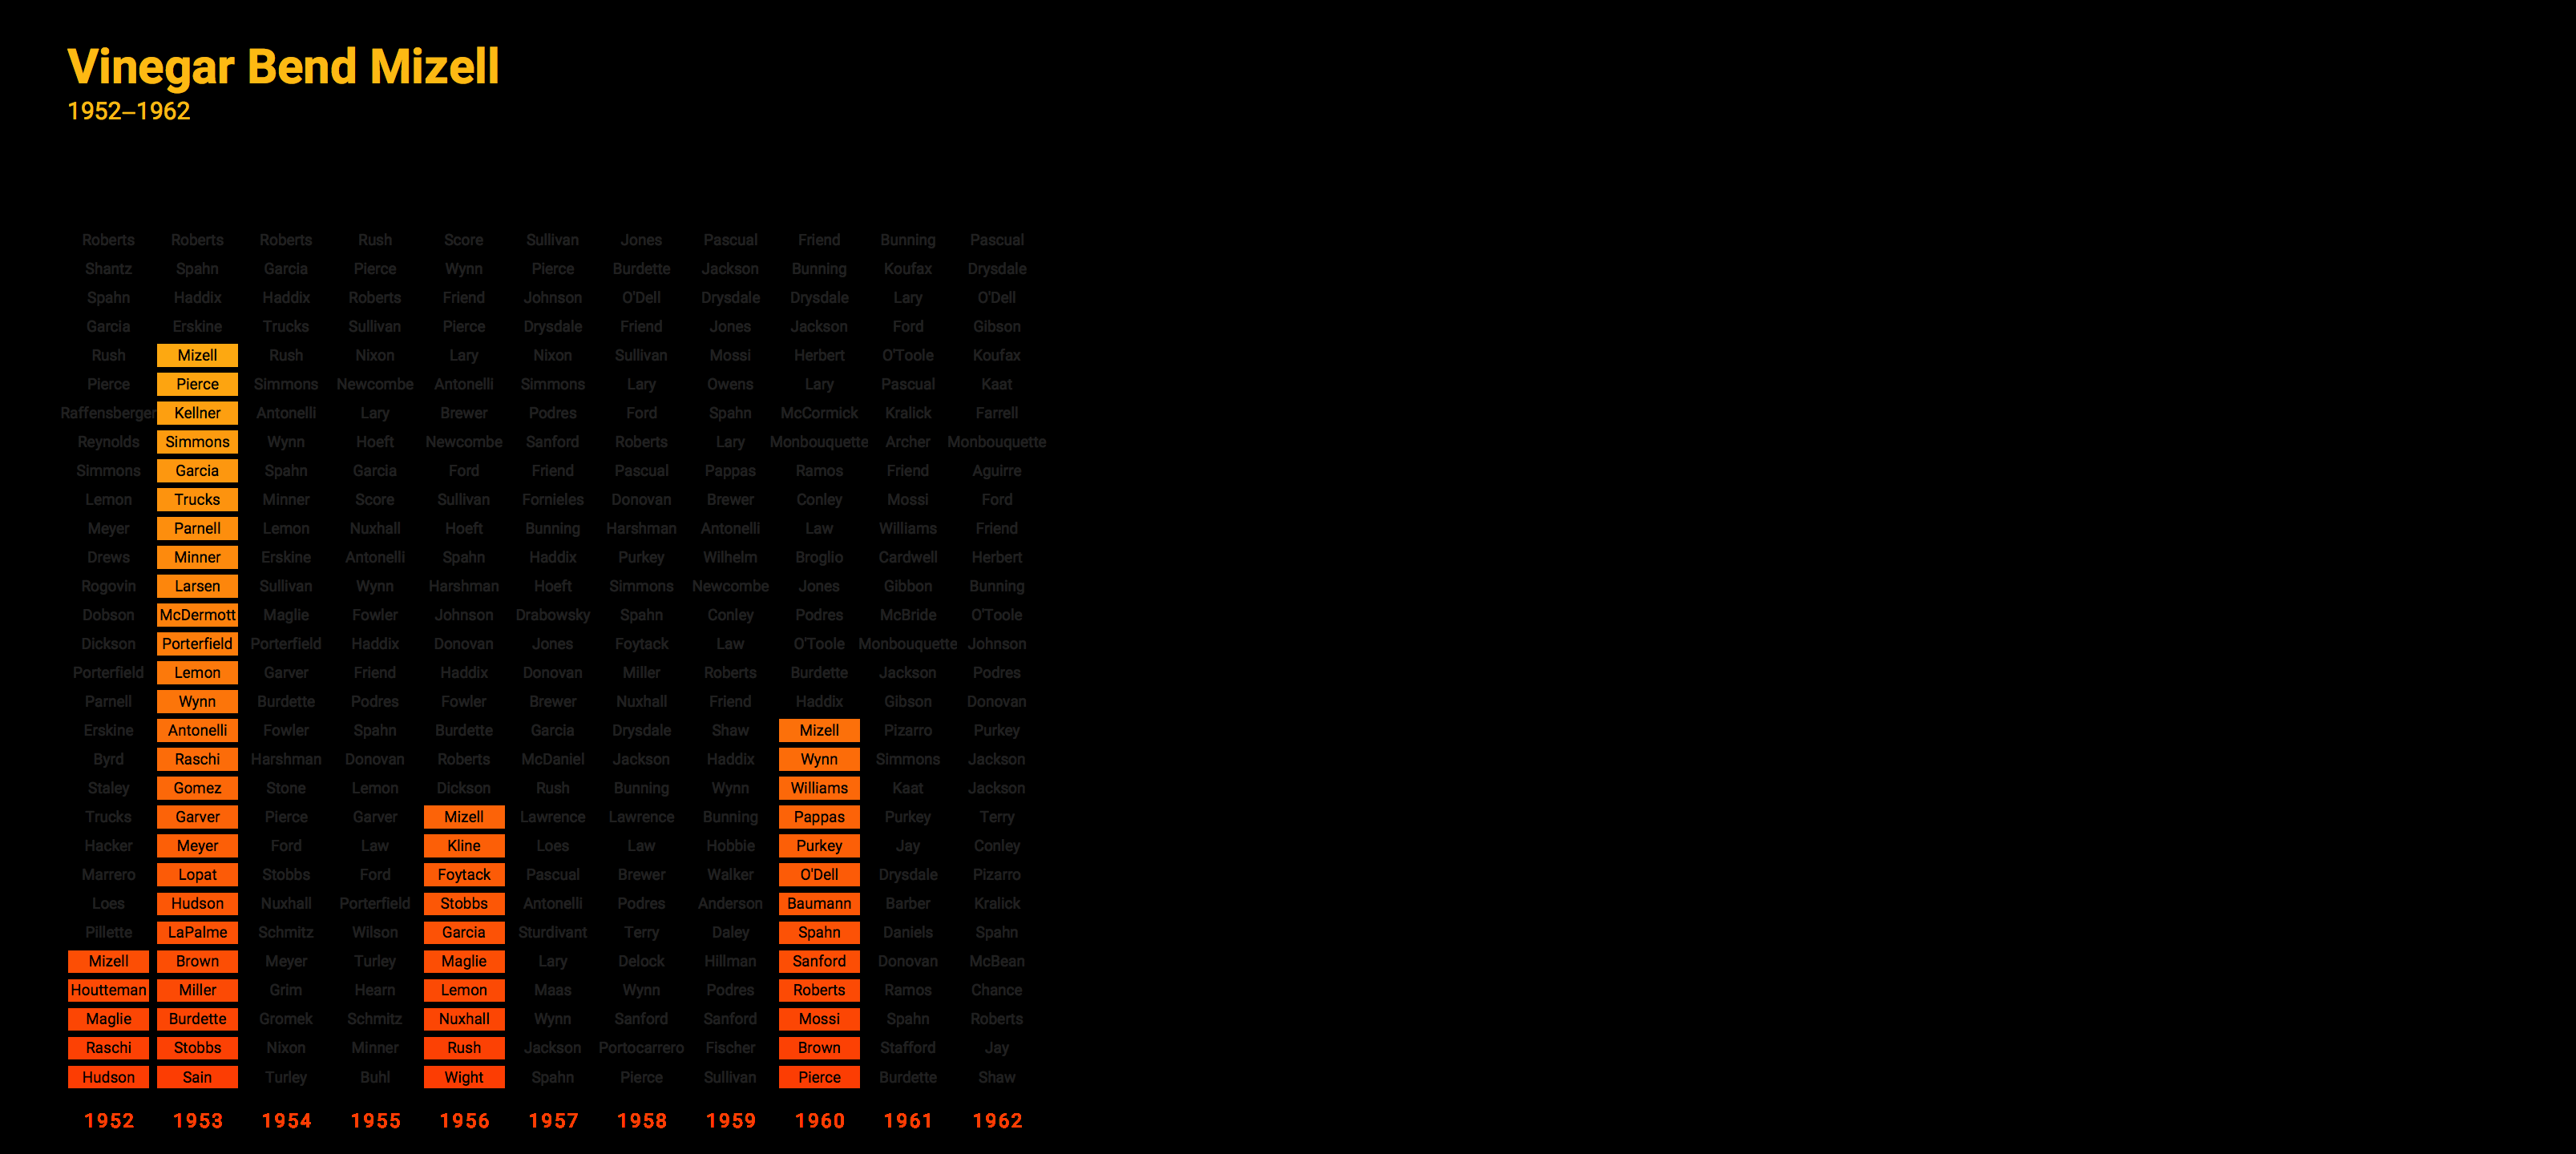 Vinegar Bend Mizell
1952–1962
Roberts Roberts Roberts Rush Score Sullivan Jones Pascual Friend Bunning Pascual
Shantz Spahn Garcia Pierce Wynn Pierce Burdette Jackson Bunning Koufax Drysdale
Spahn Haddix Haddix Roberts Friend Johnson O'Dell Drysdale Drysdale Lary O'Dell
Garcia Erskine Trucks Sullivan Pierce Drysdale Friend Jones Jackson Ford Gibson
Rush Mizell Rush Nixon Lary Nixon Sullivan Mossi Herbert O'Toole Koufax
Pierce Pierce Simmons Newcombe Antonelli Simmons Lary Owens Lary Pascual Kaat
Raffensberger Kellner Antonelli Lary Brewer Podres Ford Spahn McCormick Kralick Farrell
Reynolds Simmons Wynn Hoeft Newcombe Sanford Roberts Lary Monbouquette Archer Monbouquette
Simmons Garcia Spahn Garcia Ford Friend Pascual Pappas Ramos Friend Aguirre
Lemon Trucks Minner Score Sullivan Fornieles Donovan Brewer Conley Mossi Ford
Meyer Parnell Lemon Nuxhall Hoeft Bunning Harshman Antonelli Law Williams Friend
Drews Minner Erskine Antonelli Spahn Haddix Purkey Wilhelm Broglio Cardwell Herbert
Rogovin Larsen Sullivan Wynn Harshman Hoeft Simmons Newcombe Jones Gibbon Bunning
Dobson McDermott Maglie Fowler Johnson Drabowsky Spahn Conley Podres McBride O'Toole
Dickson Porterfield Porterfield Haddix Donovan Jones Foytack Law O'Toole Monbouquette Johnson
Porterfield Lemon Garver Friend Haddix Donovan Miller Roberts Burdette Jackson Podres
Parnell Wynn Burdette Podres Fowler Brewer Nuxhall Friend Haddix Gibson Donovan
Erskine Antonelli Fowler Spahn Burdette Garcia Drysdale Shaw Mizell Pizarro Purkey
Byrd Raschi Harshman Donovan Roberts McDaniel Jackson Haddix Wynn Simmons Jackson
Staley Gomez Stone Lemon Dickson Rush Bunning Wynn Williams Kaat Jackson
Trucks Garver Pierce Garver Mizell Lawrence Lawrence Bunning Pappas Purkey Terry
Hacker Meyer Ford Law Kline Loes Law Hobbie Purkey Jay Conley
Marrero Lopat Stobbs Ford Foytack Pascual Brewer Walker O'Dell Drysdale Pizarro
Loes Hudson Nuxhall Porterfield Stobbs Antonelli Podres Anderson Baumann Barber Kralick
Pillette LaPalme Schmitz Wilson Garcia Sturdivant Terry Daley Spahn Daniels Spahn
Mizell Brown Meyer Turley Maglie Lary Delock Hillman Sanford Donovan McBean
Houtteman Miller Grim Hearn Lemon Maas Wynn Podres Roberts Ramos Chance
Maglie Burdette Gromek Schmitz Nuxhall Wynn Sanford Sanford Mossi Spahn Roberts
Raschi Stobbs Nixon Minner Rush Jackson Portocarrero Fischer Brown Stafford Jay
Hudson Sain Turley Buhl Wight Spahn Pierce Sullivan Pierce Burdette Shaw
1952 1953 1954 1955 1956 1957 1958 1959 1960 1961 1962